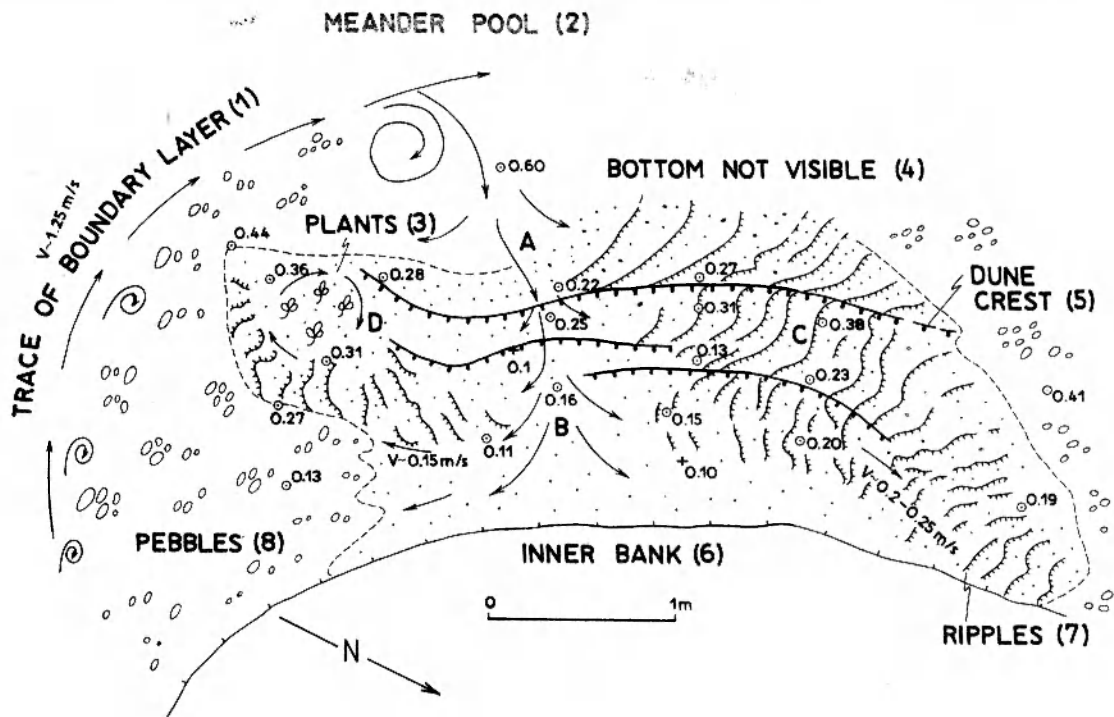 MEANDER POOL (2)
TRACE OF BOUNDARY LAYER (1)
V~1.25 m/s
0.60
BOTTOM NOT VISIBLE (4)
PLANTS (3)
0.44
A
0.36
0.28
0.22
0.27
DUNE
CREST (5)
D
0.25
0.31
0.38
C
0.31
0.1
0.13
0.23
0.41
0.27
0.16
0.15
B
0.11
0.20
V~0.15 m/s
0.10
V~0.2-0.25 m/s
0.13
0.19
PEBBLES (8)
INNER BANK (6)
0 1m
N
RIPPLES (7)